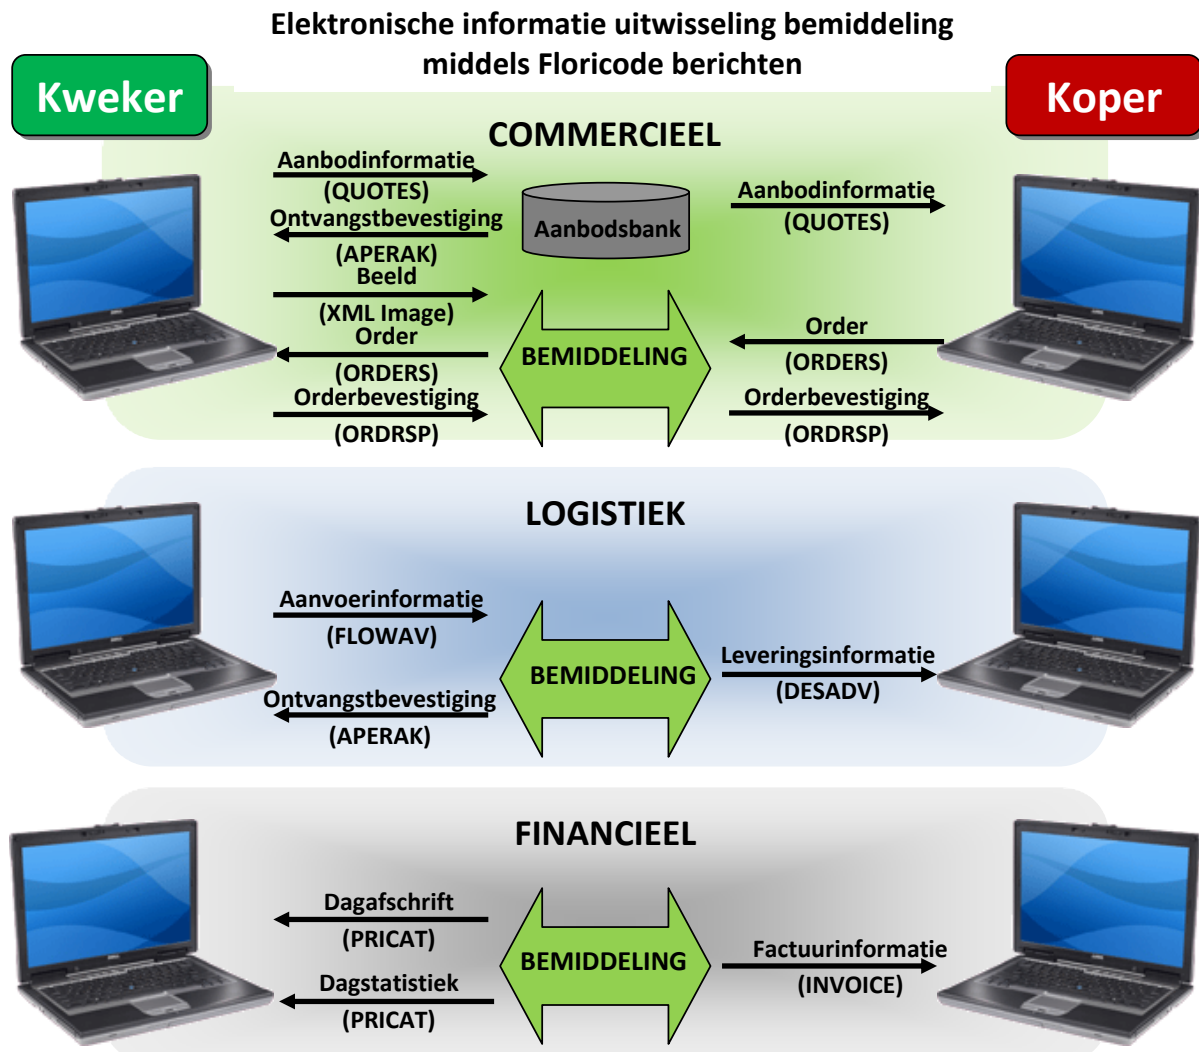 Elektronische informatie uitwisseling bemiddeling
middels Floricode berichten
Kweker
Koper
COMMERCIEEL
Aanbodinformatie
(QUOTES)
Ontvangstbevestiging
(APERAK)
Beeld
(XML Image)
Order
(ORDERS)
Orderbevestiging
(ORDRSP)
Aanbodsbank
BEMIDDELING
Aanbodinformatie
(QUOTES)
Order
(ORDERS)
Orderbevestiging
(ORDRSP)
LOGISTIEK
Aanvoerinformatie
(FLOWAV)
Ontvangstbevestiging
(APERAK)
BEMIDDELING
Leveringsinformatie
(DESADV)
FINANCIEEL
Dagafschrift
(PRICAT)
Dagstatistiek
(PRICAT)
BEMIDDELING
Factuurinformatie
(INVOICE)